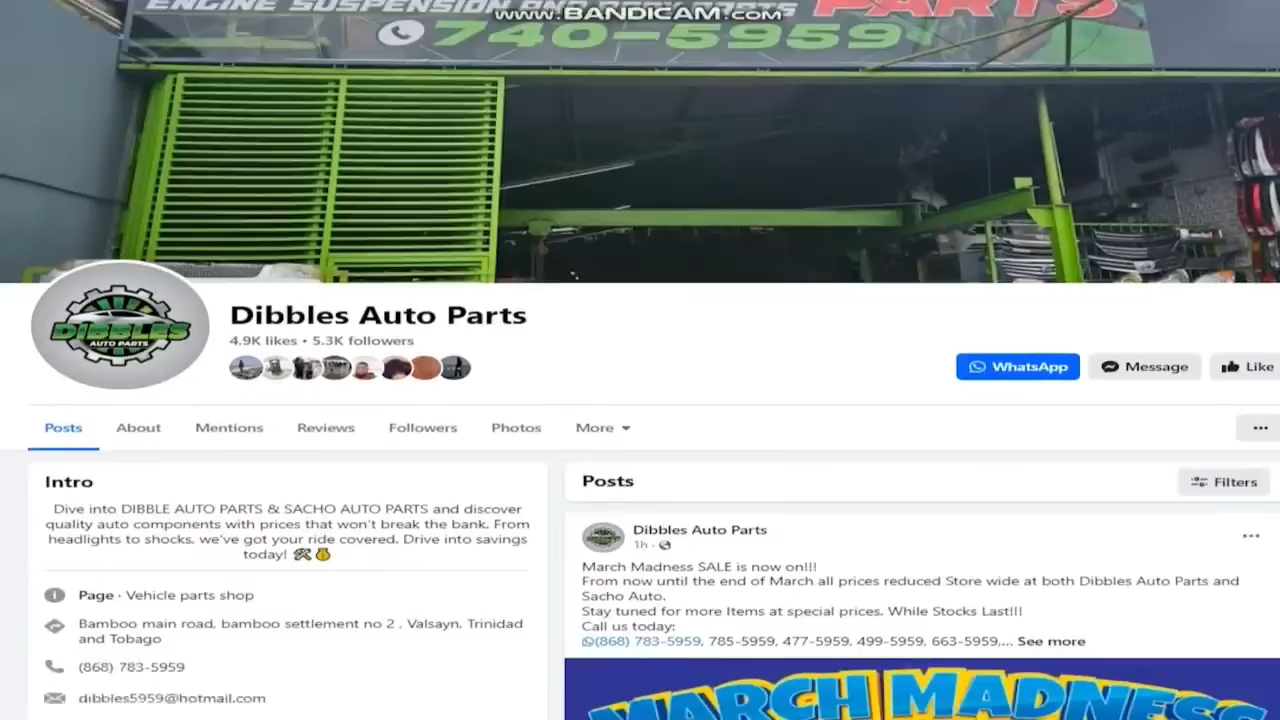 ENGINE SUSPENSION AND BODY PARTS
PARTS
www.BANDICAM.com
740-5959
DIBBLES
AUTO PARTS
Dibbles Auto Parts
4.9K likes • 5.3K followers
WhatsApp
Message
Like
Posts
About
Mentions
Reviews
Followers
Photos
More
Intro
Dive into DIBBLE AUTO PARTS & SACHO AUTO PARTS and discover
quality auto components with prices that won't break the bank. From
headlights to shocks, we've got your ride covered. Drive into savings
today! 🛠💰
Page · Vehicle parts shop
Bamboo main road, bamboo settlement no 2 , Valsayn, Trinidad
and Tobago
(868) 783-5959
dibbles5959@hotmail.com
Posts
Filters
Dibbles Auto Parts
1h ·
March Madness SALE is now on!!!
From now until the end of March all prices reduced Store wide at both Dibbles Auto Parts and
Sacho Auto.
Stay tuned for more Items at special prices. While Stocks Last!!!
Call us today:
(868) 783-5959, 785-5959, 477-5959, 499-5959, 663-5959,... See more
MARCH MADNESS